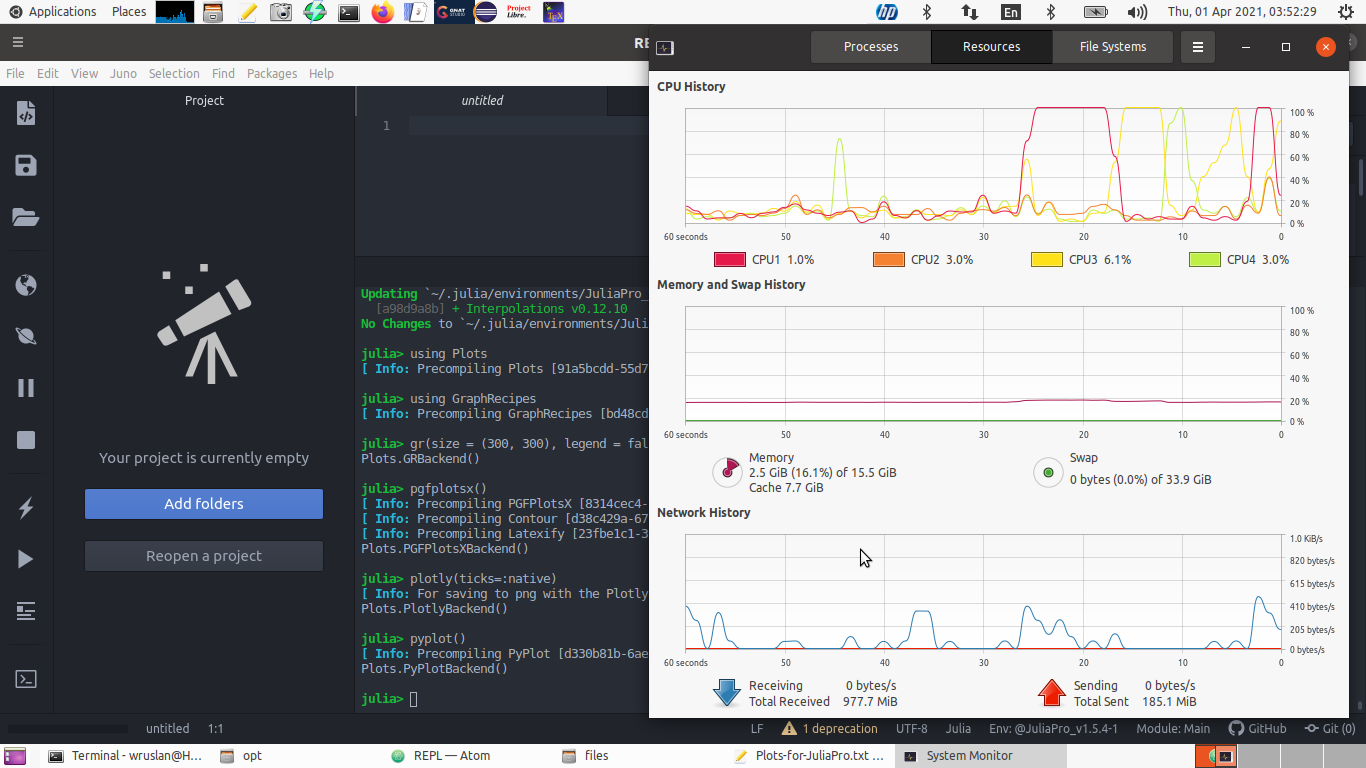 Applications Places En Thu, 01 Apr 2021, 03:52:29
GNAT STUDIO Project Libre. TeX hp
RE
File Edit View Juno Selection Find Packages Help
Project
untitled
1
Your project is currently empty
Add folders
Reopen a project
Updating `~/.julia/environments/JuliaPro_
[a98d9a8b] + Interpolations v0.12.10
No Changes to `~/.julia/environments/Juli
julia> using Plots
[ Info: Precompiling Plots [91a5bcdd-55d7
julia> using GraphRecipes
[ Info: Precompiling GraphRecipes [bd48cd
julia> gr(size = (300, 300), legend = fal
Plots.GRBackend()
julia> pgfplotsx()
[ Info: Precompiling PGFPlotsX [8314cec4-
[ Info: Precompiling Contour [d38c429a-67
[ Info: Precompiling Latexify [23fbe1c1-3
Plots.PGFPlotsXBackend()
julia> plotly(ticks=:native)
[ Info: For saving to png with the Plotly
Plots.PlotlyBackend()
julia> pyplot()
[ Info: Precompiling PyPlot [d330b81b-6ae
Plots.PyPlotBackend()
julia>
Processes Resources File Systems
CPU History
100 %
80 %
60 %
40 %
20 %
0 %
60 seconds 50 40 30 20 10 0
CPU1 1.0% CPU2 3.0% CPU3 6.1% CPU4 3.0%
Memory and Swap History
100 %
80 %
60 %
40 %
20 %
0 %
60 seconds 50 40 30 20 10 0
Memory
2.5 GiB (16.1%) of 15.5 GiB
Cache 7.7 GiB
Swap
0 bytes (0.0%) of 33.9 GiB
Network History
1.0 KiB/s
820 bytes/s
615 bytes/s
410 bytes/s
205 bytes/s
0 bytes/s
60 seconds 50 40 30 20 10 0
Receiving 0 bytes/s
Total Received 977.7 MiB
Sending 0 bytes/s
Total Sent 185.1 MiB
untitled 1:1 LF 1 deprecation UTF-8 Julia Env: @JuliaPro_v1.5.4-1 Module: Main GitHub Git (0)
Terminal - wruslan@H... opt REPL — Atom files Plots-for-JuliaPro.txt ... System Monitor